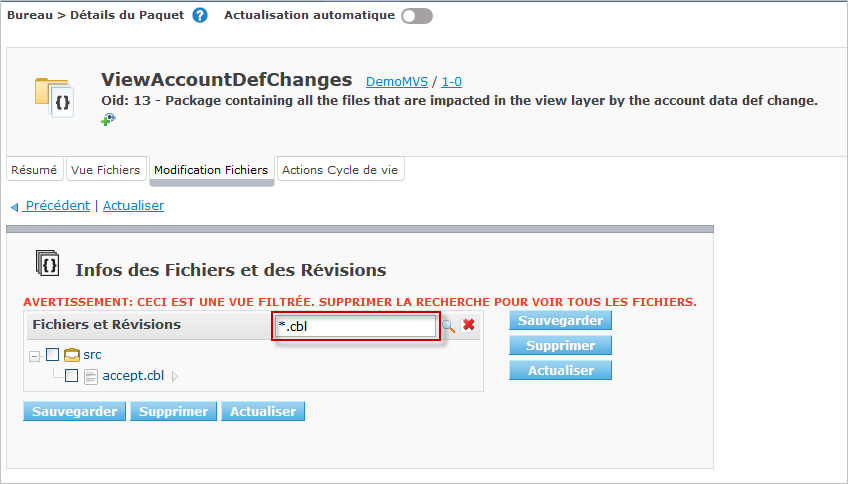 Bureau > Détails du Paquet ? Actualisation automatique
ViewAccountDefChanges DemoMVS / 1-0
Oid: 13 - Package containing all the files that are impacted in the view layer by the account data def change.
Résumé Vue Fichiers Modification Fichiers Actions Cycle de vie
Précédent | Actualiser
Infos des Fichiers et des Révisions
AVERTISSEMENT: CECI EST UNE VUE FILTRÉE. SUPPRIMER LA RECHERCHE POUR VOIR TOUS LES FICHIERS.
Fichiers et Révisions *.cbl
src
accept.cbl
Sauvegarder Supprimer Actualiser
Sauvegarder
Supprimer
Actualiser